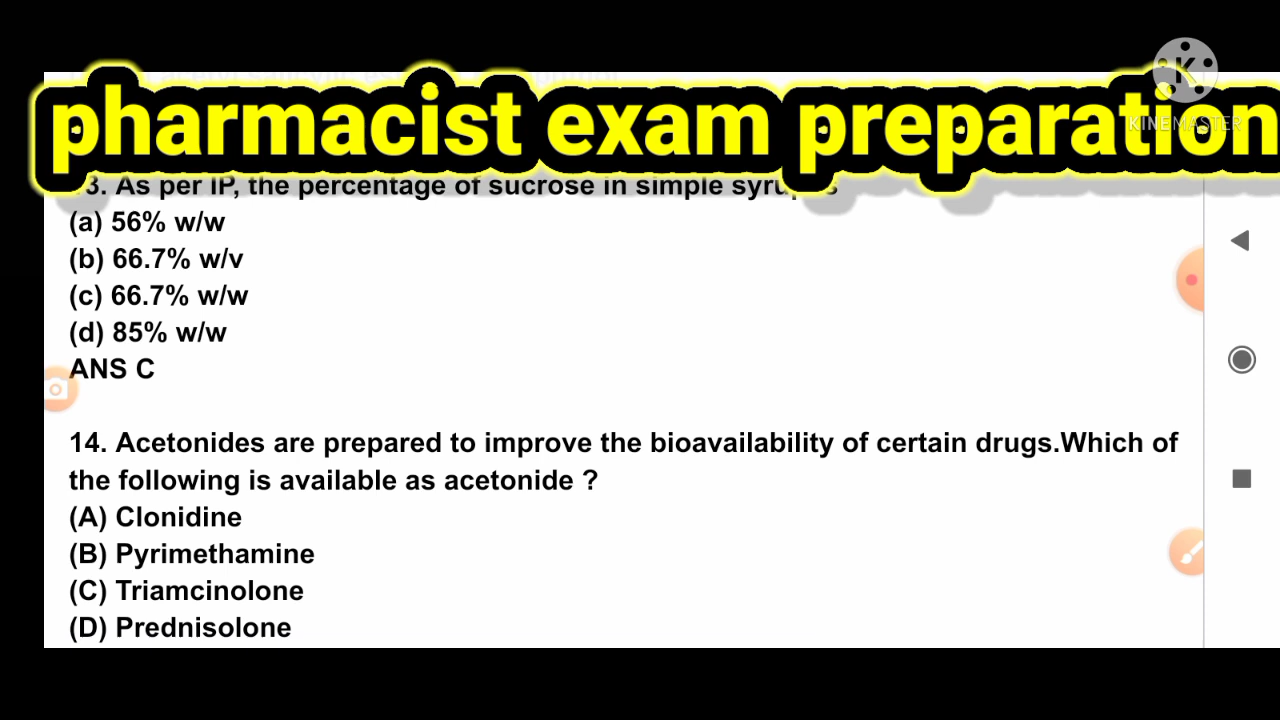 pharmacist exam preparation
KINEMASTER
3. As per IP, the percentage of sucrose in simple
(a) 56% w/w
(b) 66.7% w/v
(c) 66.7% w/w
(d) 85% w/w
ANS C
14. Acetonides are prepared to improve the bioavailability of certain drugs.Which of
the following is available as acetonide ?
(A) Clonidine
(B) Pyrimethamine
(C) Triamcinolone
(D) Prednisolone